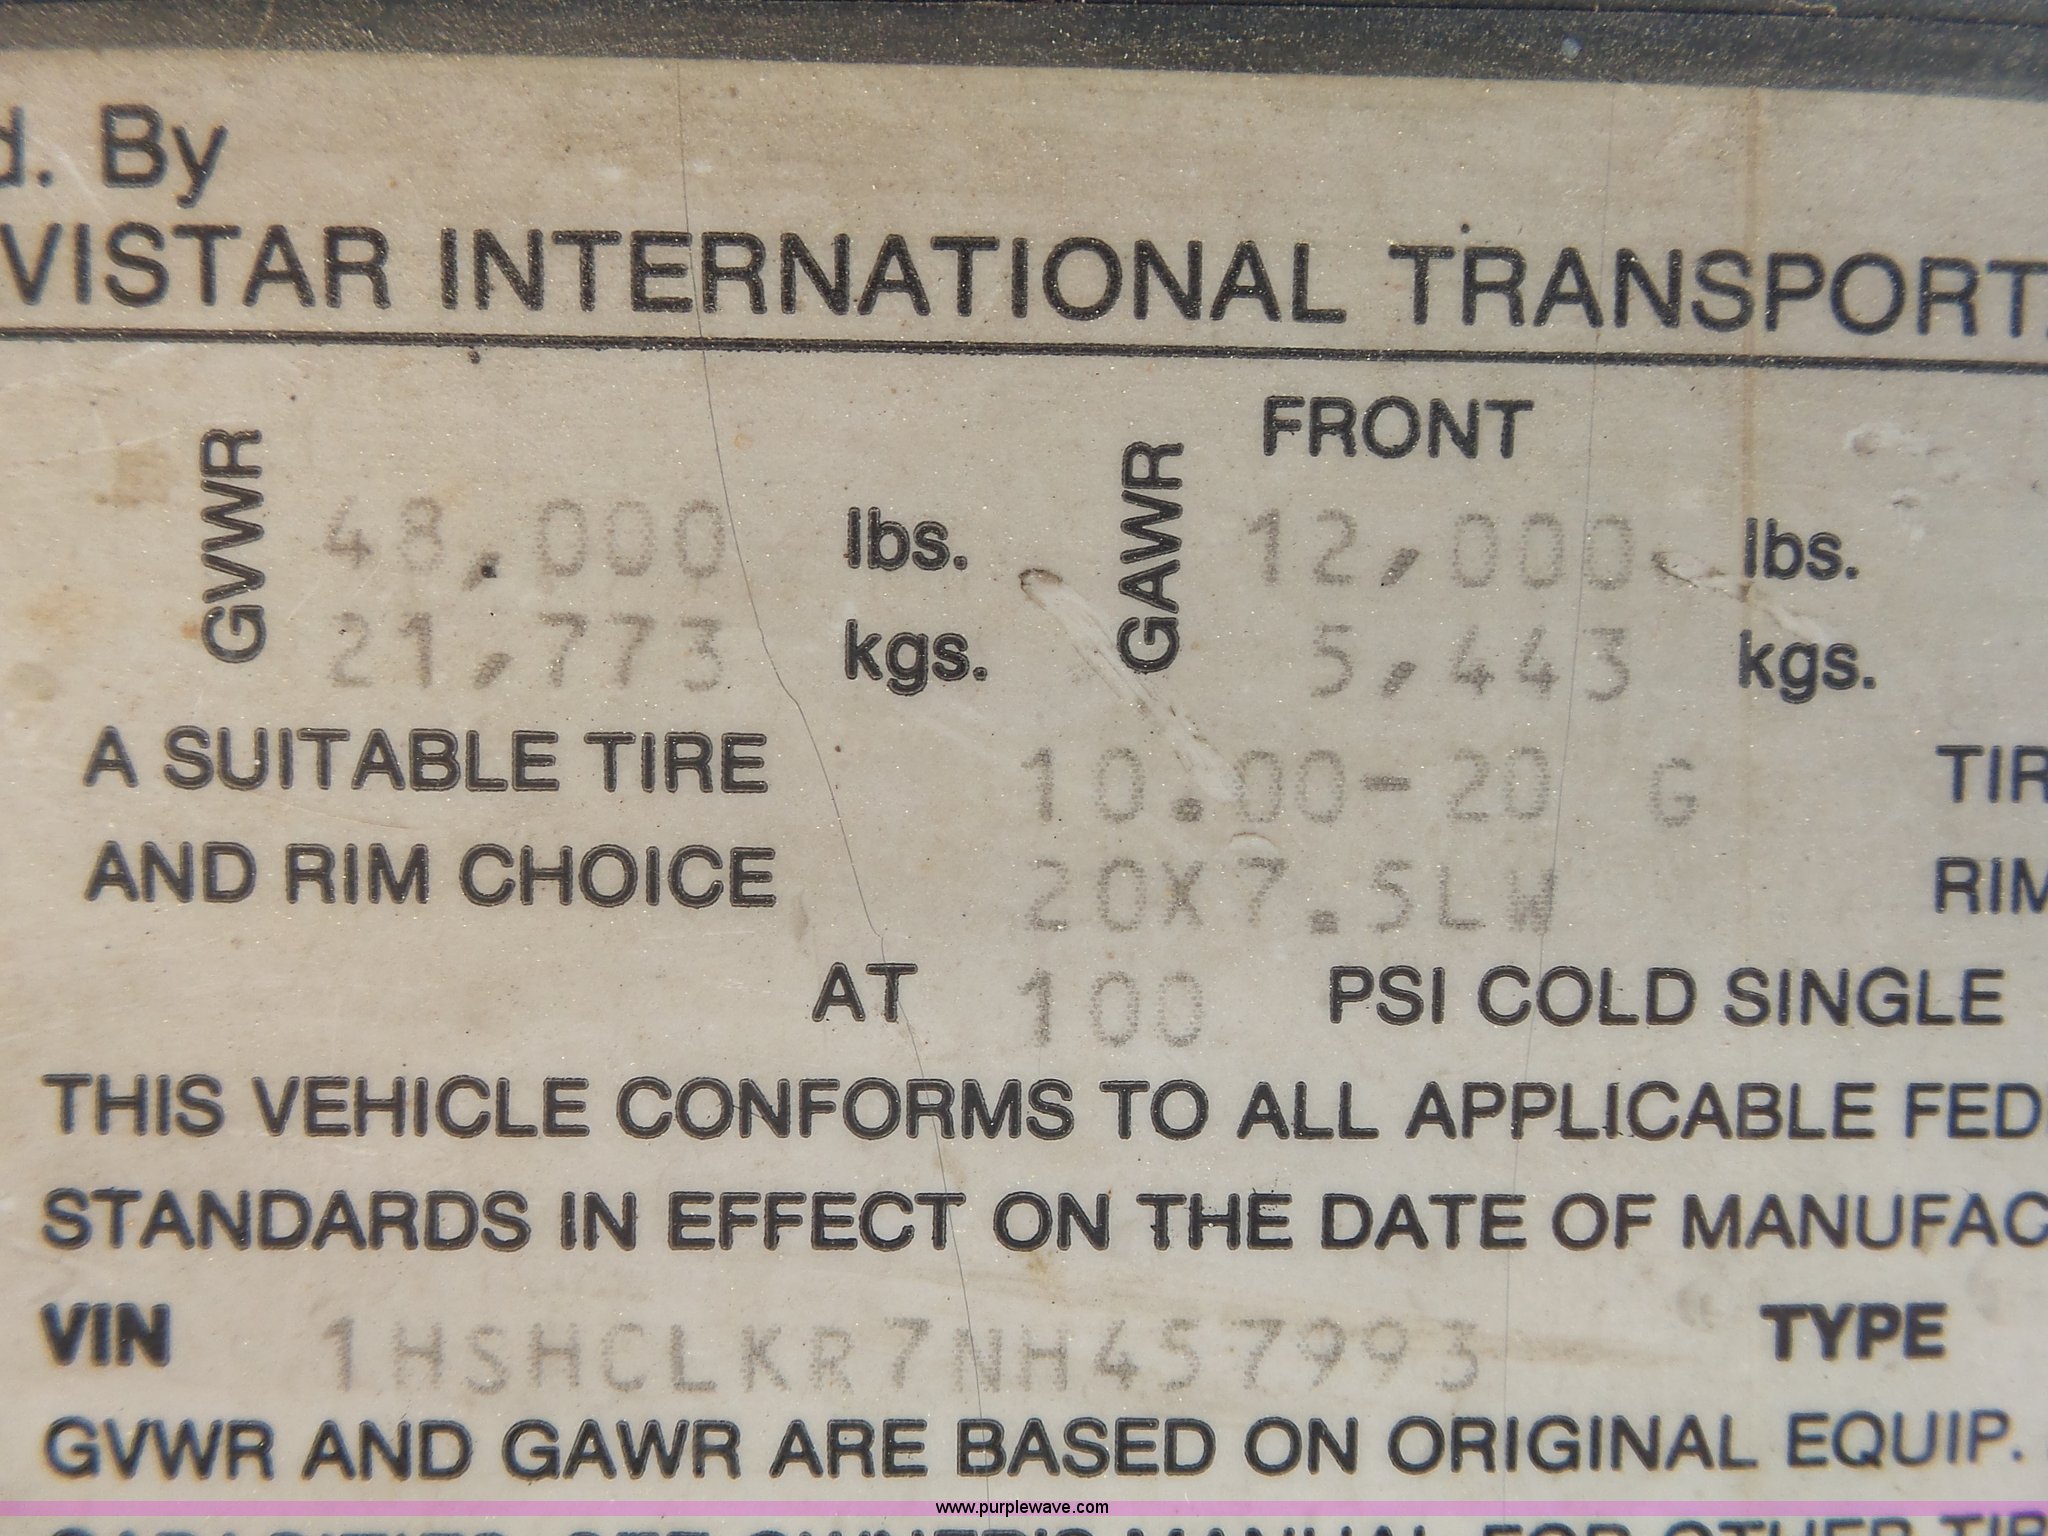 d. By
VISTAR INTERNATIONAL TRANSPORT
FRONT
GVWR 48,000 lbs. GAWR 12,000 lbs.
21,773 kgs. 5,443 kgs.
A SUITABLE TIRE 10.00-20 G TIR
AND RIM CHOICE 20X7.5LW RIM
AT 100 PSI COLD SINGLE
THIS VEHICLE CONFORMS TO ALL APPLICABLE FED
STANDARDS IN EFFECT ON THE DATE OF MANUFAC
VIN 1HSHCLKR7NH457993 TYPE
GVWR AND GAWR ARE BASED ON ORIGINAL EQUIP.
www.purplewave.com